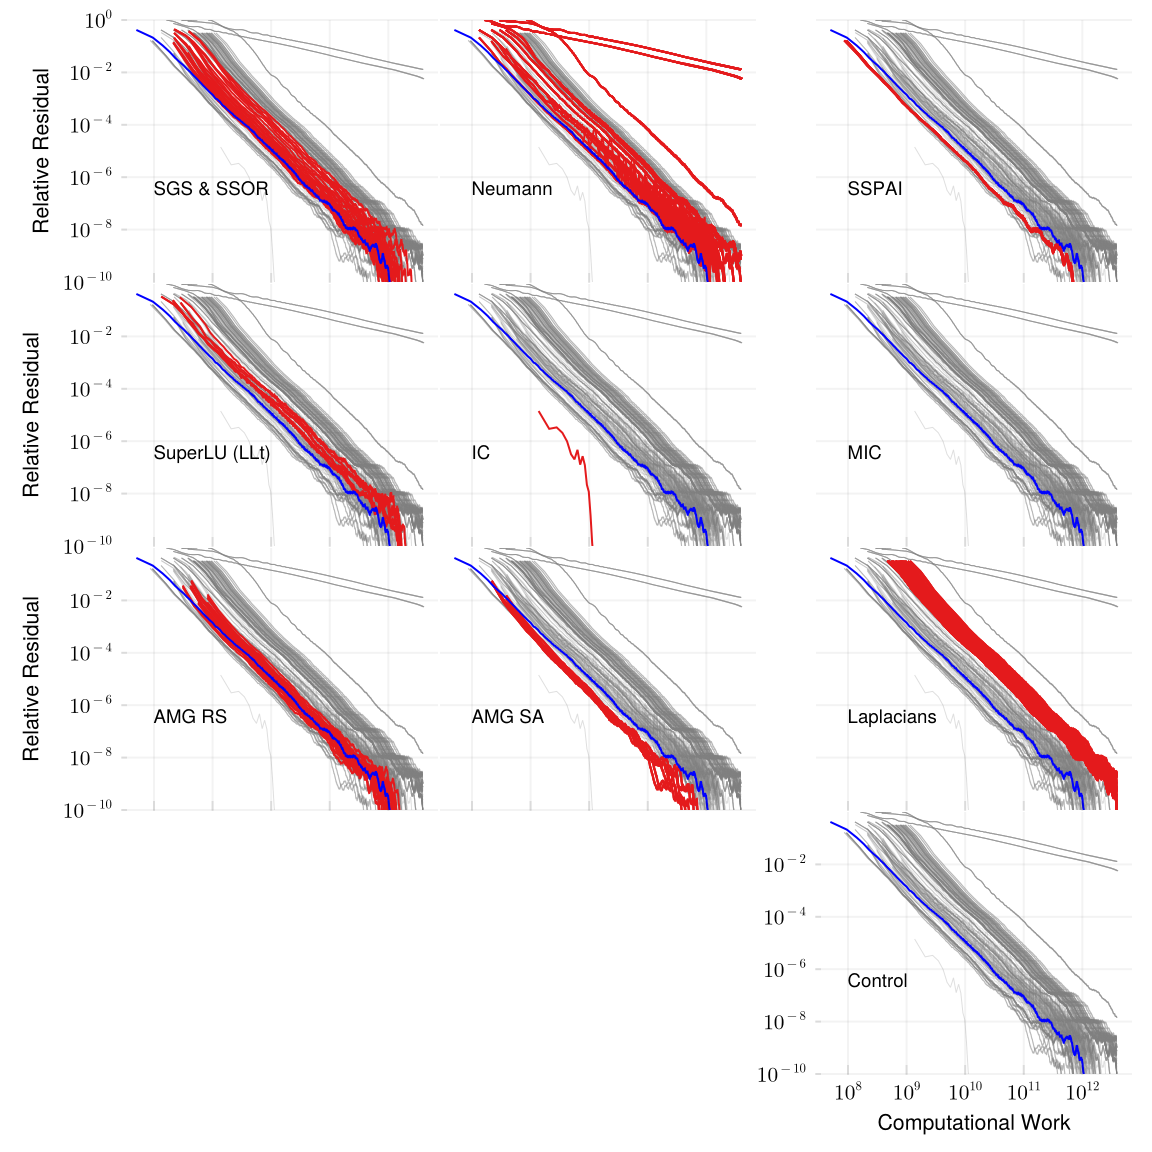 10^0
10^−2
10^−4
10^−6
10^−8
10^−10
Relative Residual
SGS & SSOR
Neumann
SSPAI
10^−2
10^−4
10^−6
10^−8
10^−10
Relative Residual
SuperLU (LLt)
IC
MIC
10^−2
10^−4
10^−6
10^−8
10^−10
Relative Residual
AMG RS
AMG SA
Laplacians
10^−2
10^−4
10^−6
10^−8
10^−10
Control
10^8 10^9 10^10 10^11 10^12
Computational Work